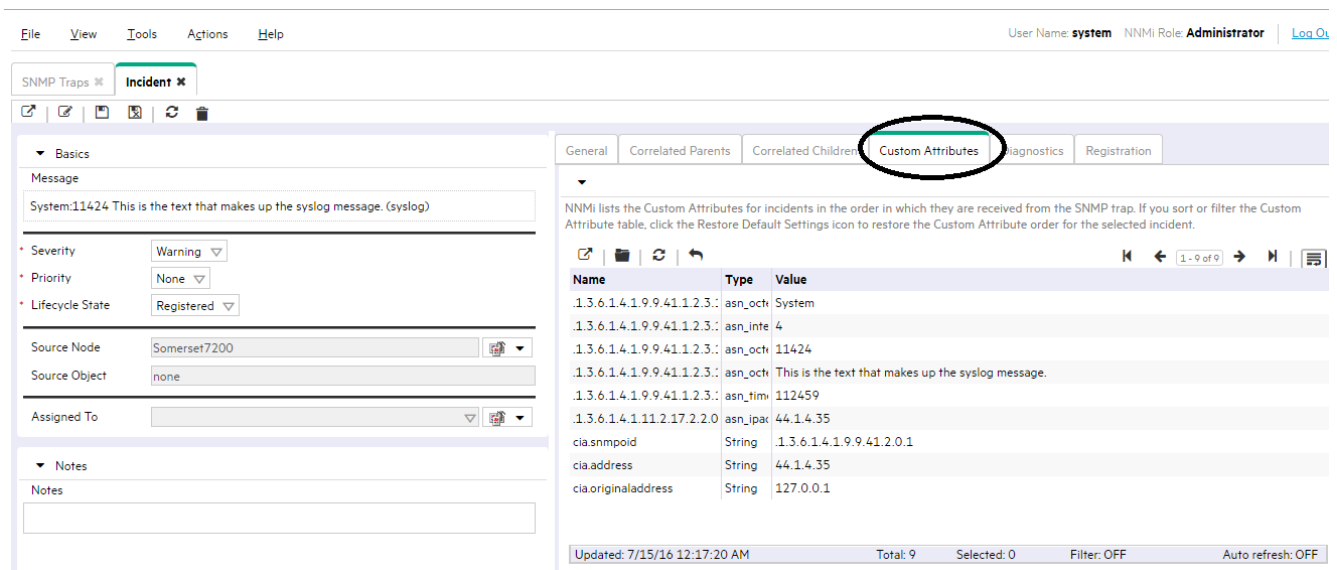 File View Tools Actions Help User Name: system NNMi Role: Administrator Log Ou
SNMP Traps Incident
Basics
Message
System:11424 This is the text that makes up the syslog message. (syslog)
* Severity Warning
* Priority None
* Lifecycle State Registered
Source Node Somerset7200
Source Object none
Assigned To
Notes
Notes
General Correlated Parents Correlated Children Custom Attributes Diagnostics Registration
NNMi lists the Custom Attributes for incidents in the order in which they are received from the SNMP trap. If you sort or filter the Custom
Attribute table, click the Restore Default Settings icon to restore the Custom Attribute order for the selected incident.
1 - 9 of 9
Name Type Value
.1.3.6.1.4.1.9.9.41.1.2.3. asn_octe System
.1.3.6.1.4.1.9.9.41.1.2.3. asn_inte 4
.1.3.6.1.4.1.9.9.41.1.2.3. asn_octe 11424
.1.3.6.1.4.1.9.9.41.1.2.3. asn_octe This is the text that makes up the syslog message.
.1.3.6.1.4.1.9.9.41.1.2.3. asn_time 112459
.1.3.6.1.4.1.11.2.17.2.2.0 asn_ipad 44.1.4.35
cia.snmpoid String .1.3.6.1.4.1.9.9.41.2.0.1
cia.address String 44.1.4.35
cia.originaladdress String 127.0.0.1
Updated: 7/15/16 12:17:20 AM Total: 9 Selected: 0 Filter: OFF Auto refresh: OFF